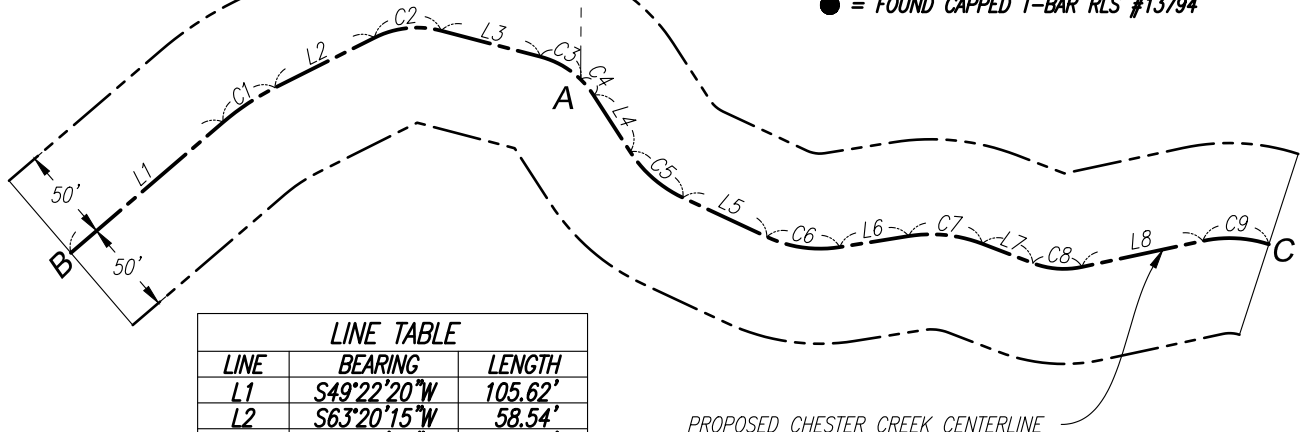 ● = FOUND CAPPED T-BAR RLS #13794
C2
L3
L2
C3
C1
C4
A
L4
L1
C5
50'
L5
C6
L6
C7
L7
C8
L8
C9
C
B
50'
LINE TABLE
LINE BEARING LENGTH
L1 S49°22'20"W 105.62'
L2 S63°20'15"W 58.54'
PROPOSED CHESTER CREEK CENTERLINE